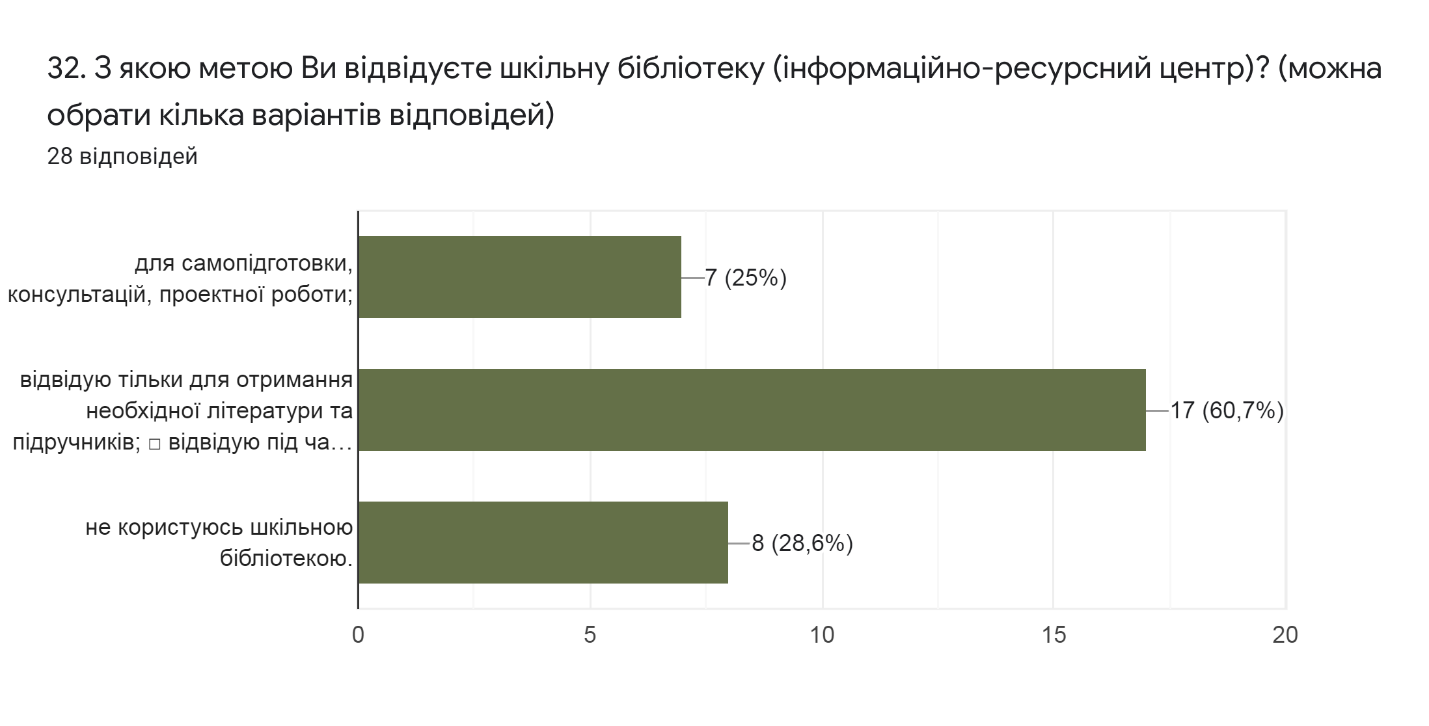 32. З якою метою Ви відвідуєте шкільну бібліотеку (інформаційно-ресурсний центр)? (можна
обрати кілька варіантів відповідей)
28 відповідей
для самопідготовки,
консультацій, проектної роботи;
7 (25%)
відвідую тільки для отримання
необхідної літератури та
підручників; □ відвідую під ча…
17 (60,7%)
не користуюсь шкільною
бібліотекою.
8 (28,6%)
0 5 10 15 20